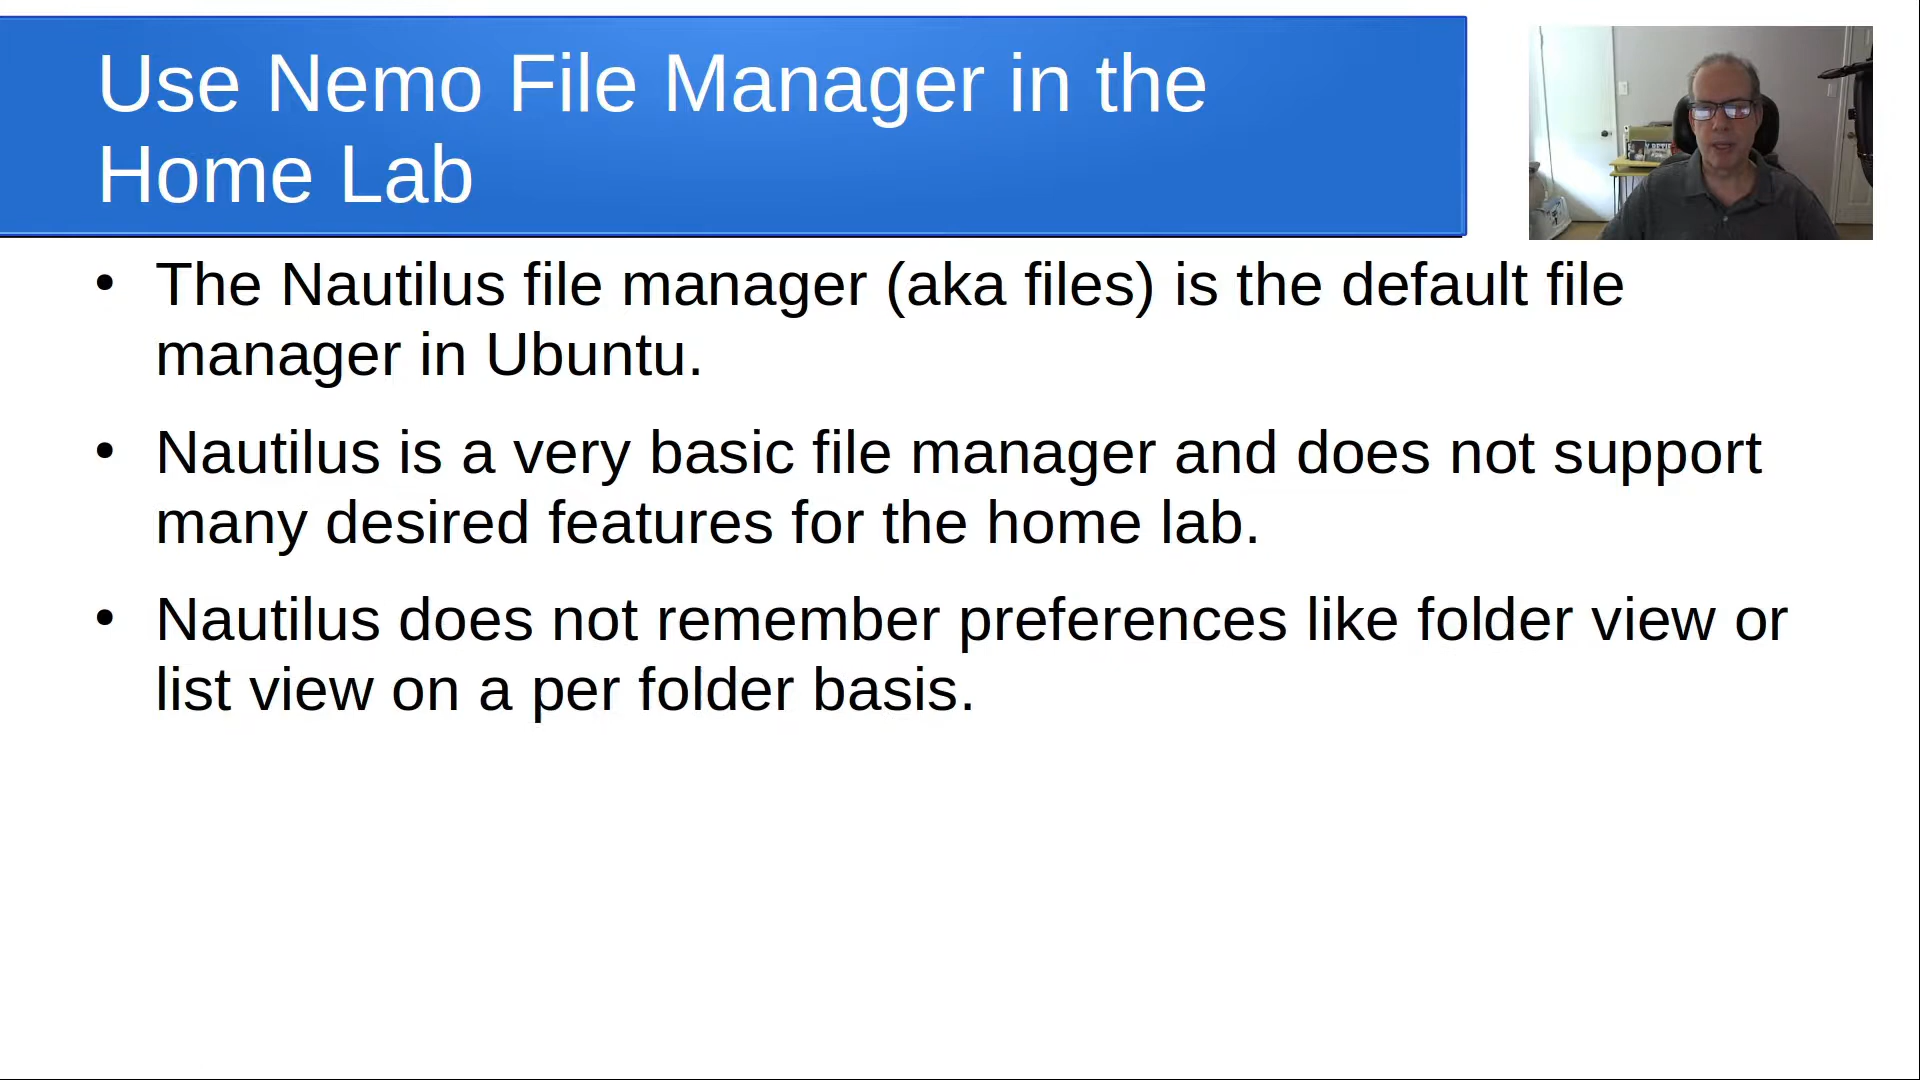 Use Nemo File Manager in the
Home Lab
• The Nautilus file manager (aka files) is the default file
manager in Ubuntu.
• Nautilus is a very basic file manager and does not support
many desired features for the home lab.
• Nautilus does not remember preferences like folder view or
list view on a per folder basis.